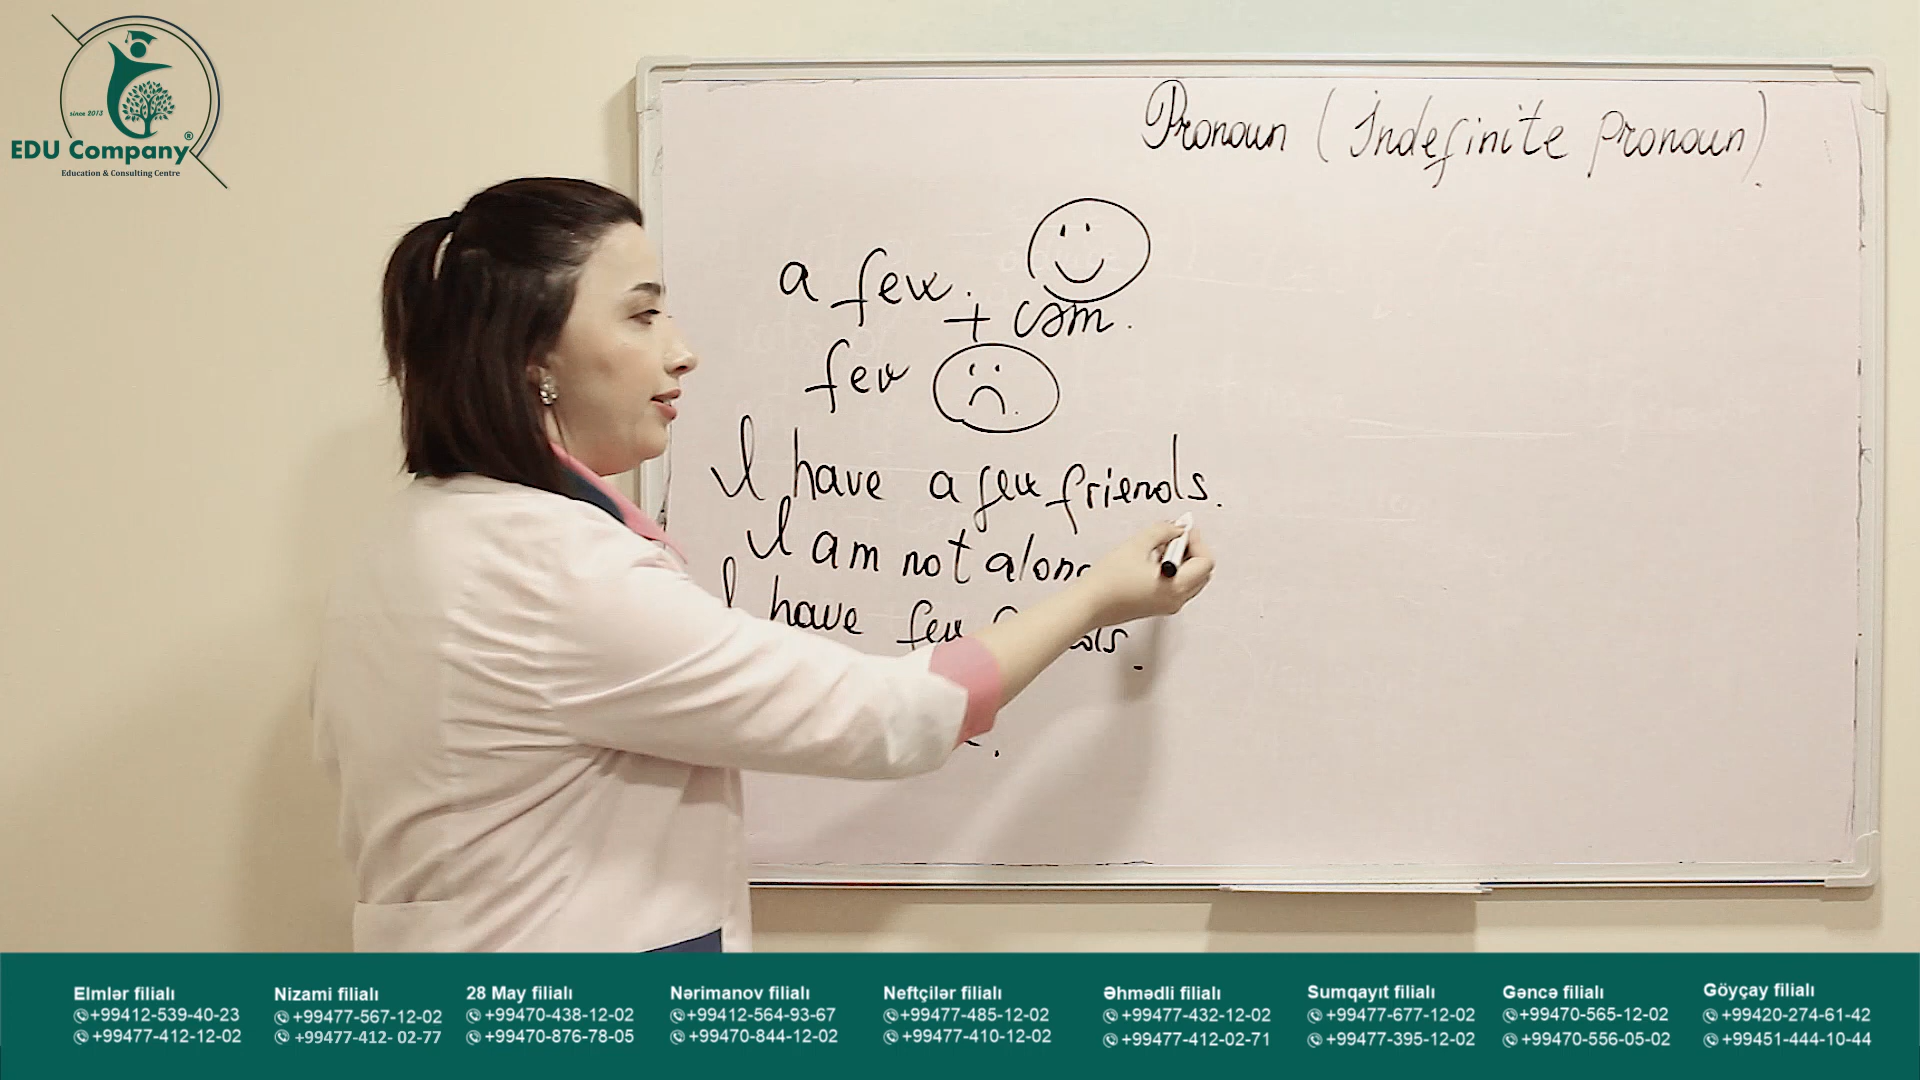 since 2013
EDU Company®
Education & Consulting Centre
Pronoun (İndefinite pronoun).
a few.
+ cəm.
few
I have a few friends.
I am not
have few
Elmlər filialı
+99412-539-40-23
+99477-412-12-02
Nizami filialı
+99477-567-12-02
+99477-412- 02-77
28 May filialı
+99470-438-12-02
+99470-876-78-05
Nərimanov filialı
+99412-564-93-67
+99470-844-12-02
Neftçilər filialı
+99477-485-12-02
+99477-410-12-02
Əhmədli filialı
+99477-432-12-02
+99477-412-02-71
Sumqayıt filialı
+99477-677-12-02
+99477-395-12-02
Gəncə filialı
+99470-565-12-02
+99470-556-05-02
Göyçay filialı
+99420-274-61-42
+99451-444-10-44